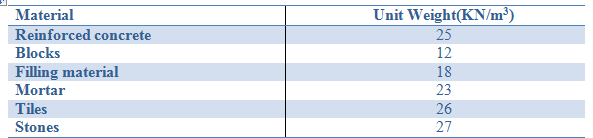 Material Unit Weight(KN/m³)
Reinforced concrete 25
Blocks 12
Filling material 18
Mortar 23
Tiles 26
Stones 27